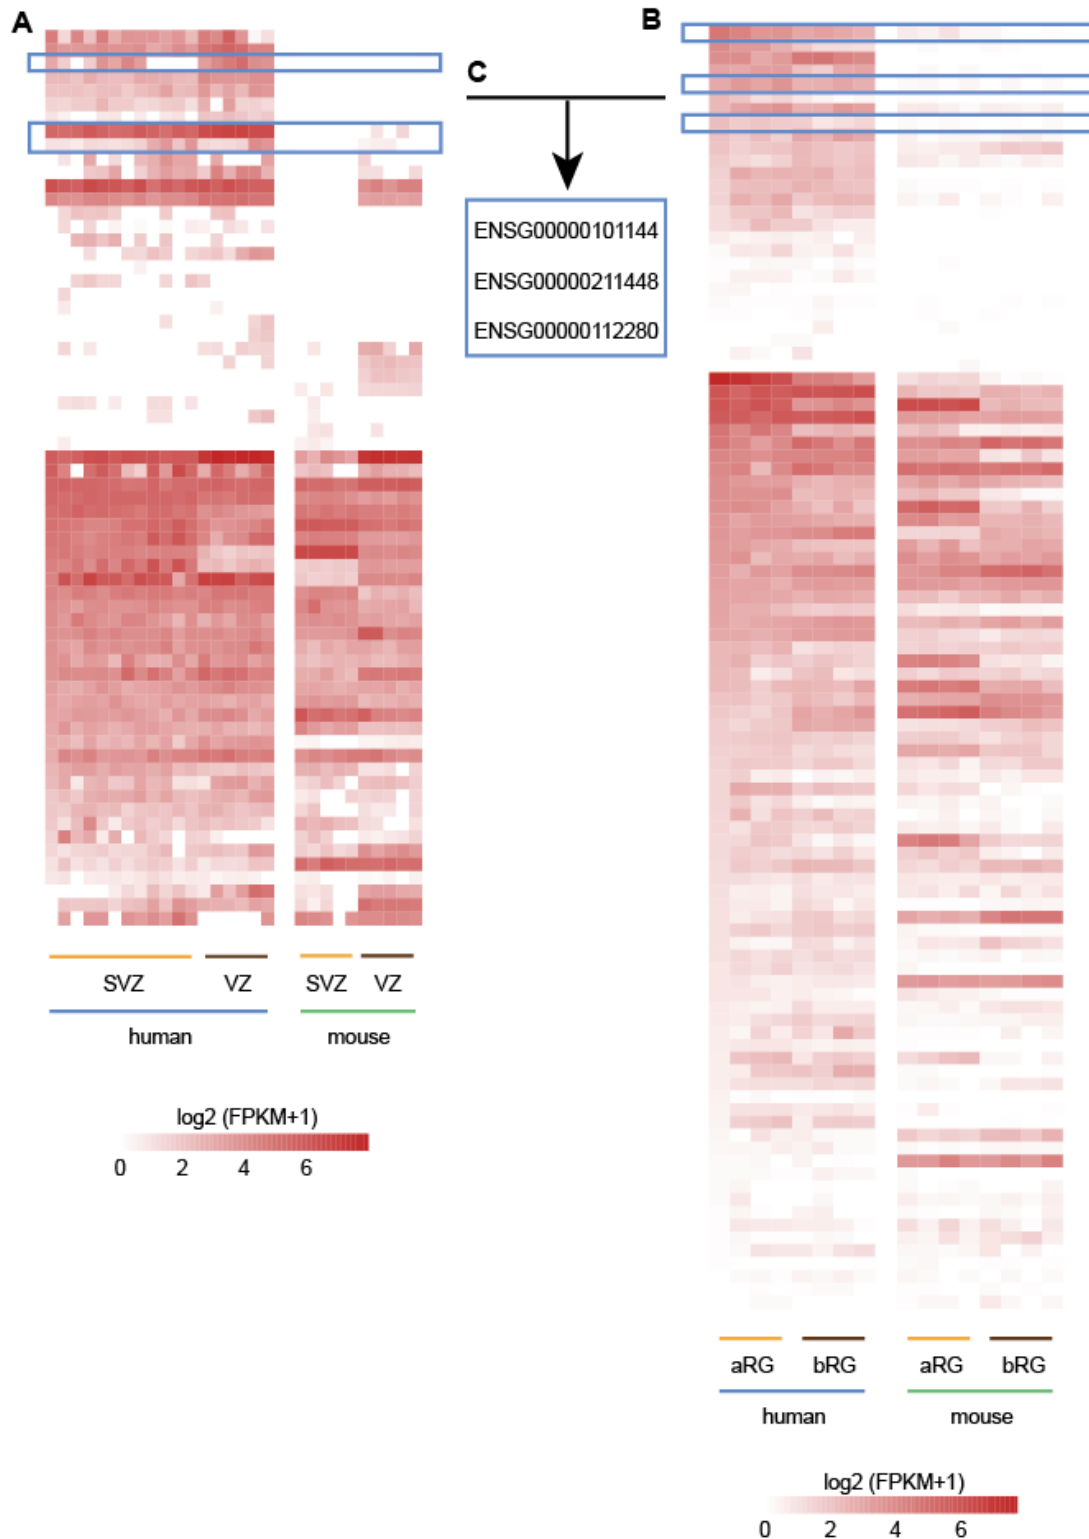 A
B
C
ENSG00000101144
ENSG00000211448
ENSG00000112280
SVZ VZ SVZ VZ
human mouse
log2 (FPKM+1)
0 2 4 6
aRG bRG aRG bRG
human mouse
log2 (FPKM+1)
0 2 4 6